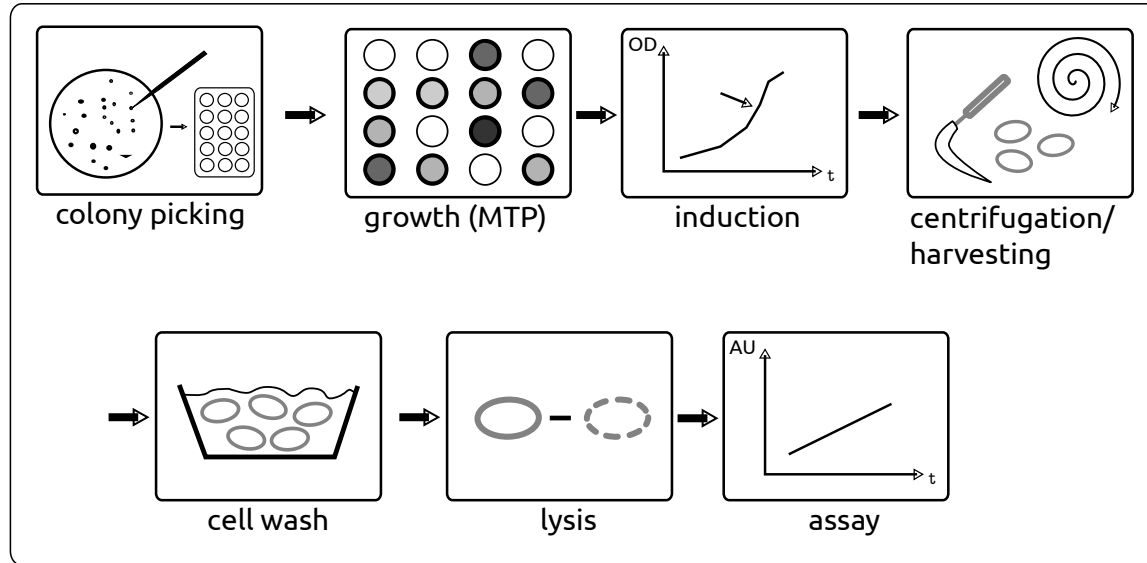 colony picking
growth (MTP)
OD
t
induction
centrifugation/
harvesting
cell wash
lysis
AU
t
assay